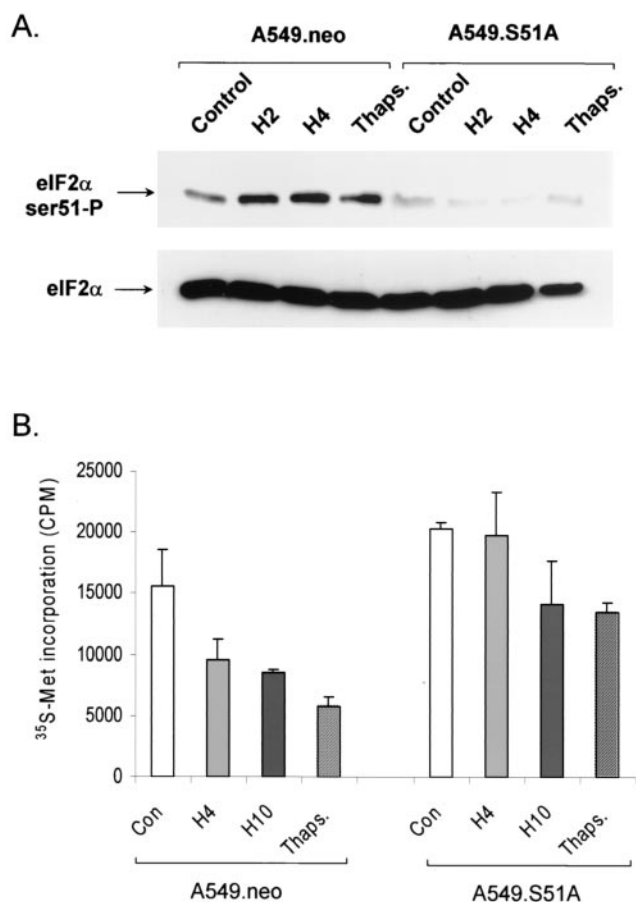 A.
A549.neo A549.S51A
Control H2 H4 Thaps. Control H2 H4 Thaps.
eIF2α
ser51-P
eIF2α
B.
³⁵S-Met incorporation (CPM)
25000
20000
15000
10000
5000
0
Con H4 H10 Thaps. Con H4 H10 Thaps.
A549.neo A549.S51A